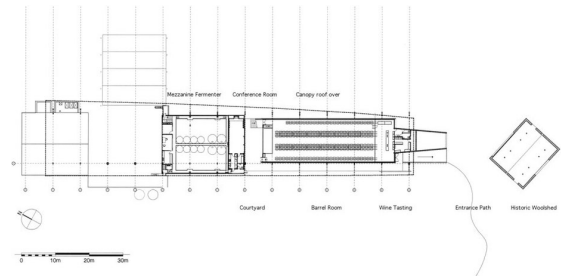 Mezzanine Fermenter Conference Room Canopy roof over
Courtyard Barrel Room Wine Tasting Entrance Path Historic Woolshed
0 10m 20m 30m